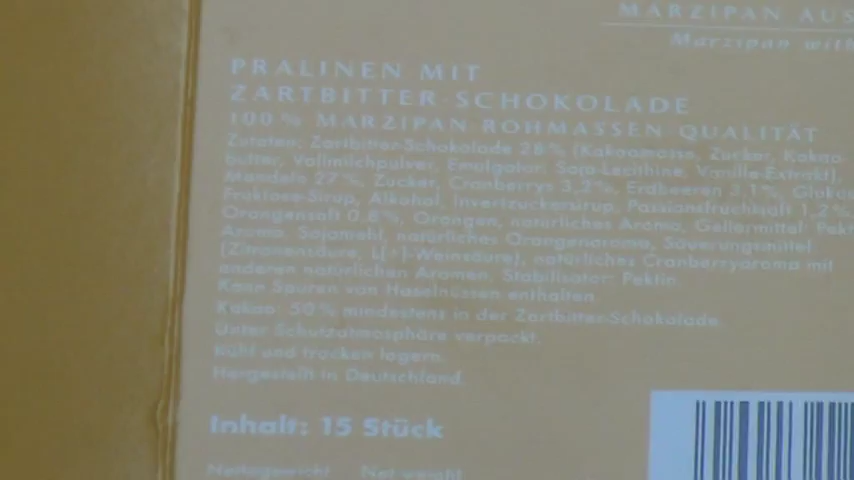 MARZIPAN AUS
Marzipan with
PRALINEN MIT
ZARTBITTER-SCHOKOLADE
100% MARZIPAN-ROHMASSEN QUALITÄT
Zutaten: Zartbitter-Schokolade 28% (Kakaomasse, Zucker, Kakao-
butter, Vollmilchpulver, Emulgator: Soja-Lecithine, Vanille-Extrakt),
Mandeln 27%, Zucker, Cranberrys 3,2%, Erdbeeren 3,1%, Glukose-
Fruktose-Sirup, Alkohol, Invertzuckersirup, Passionsfruchtsaft 1,2%,
Orangensaft 0,8%, Orangen, natürliches Aroma, Geliermittel: Pekt
Aroma, Sojamehl, natürliches Orangenaroma, Säuerungsmittel
(Zitronensäure, L(+)-Weinsäure), natürliches Cranberryaroma mit
anderen natürlichen Aromen, Stabilisator: Pektin.
Kann Spuren von Haselnüssen enthalten.
Kakao: 50% mindestens in der Zartbitter-Schokolade.
Unter Schutzatmosphäre verpackt.
Kühl und trocken lagern.
Hergestellt in Deutschland.
Inhalt: 15 Stück
Nettogewicht Net weight